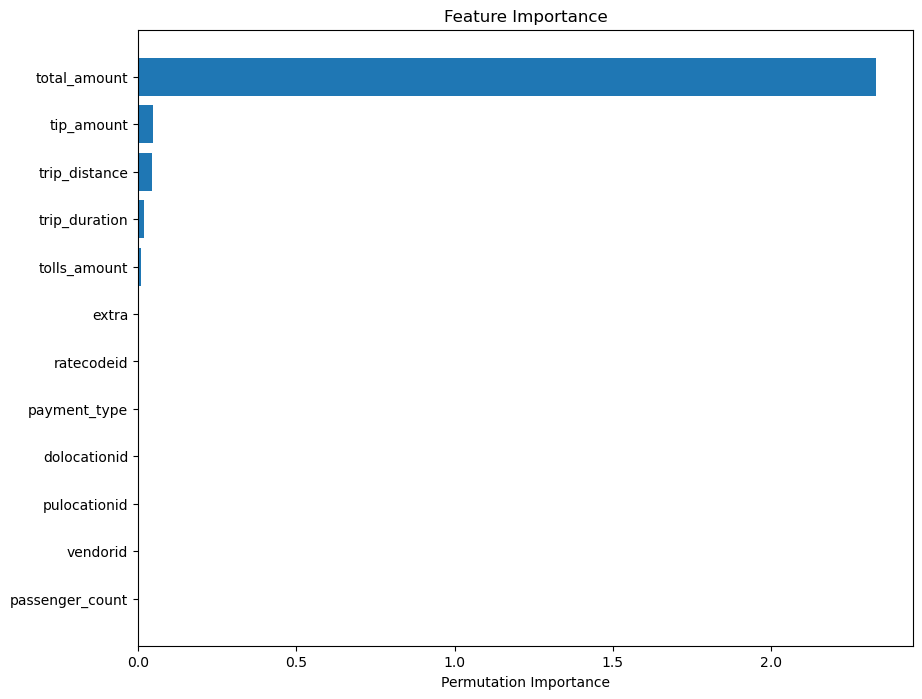 Feature Importance
total_amount
tip_amount
trip_distance
trip_duration
tolls_amount
extra
ratecodeid
payment_type
dolocationid
pulocationid
vendorid
passenger_count
0.0 0.5 1.0 1.5 2.0
Permutation Importance